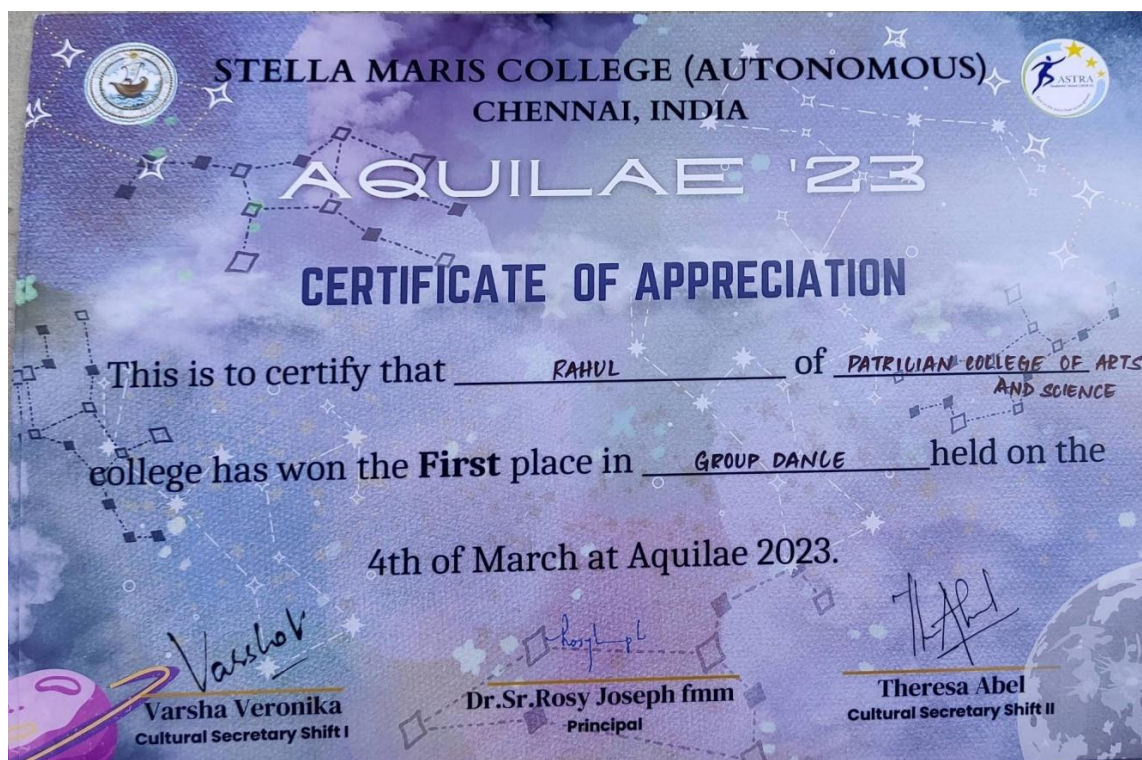 STELLA MARIS COLLEGE (AUTONOMOUS)
CHENNAI, INDIA
ASTRA
AQUILAE '23
CERTIFICATE OF APPRECIATION
This is to certify that RAHUL of PATRICIAN COLLEGE OF ARTS
AND SCIENCE
college has won the First place in GROUP DANCE held on the
4th of March at Aquilae 2023.
Varsha Veronika
Cultural Secretary Shift I
Dr.Sr.Rosy Joseph fmm
Principal
Theresa Abel
Cultural Secretary Shift II